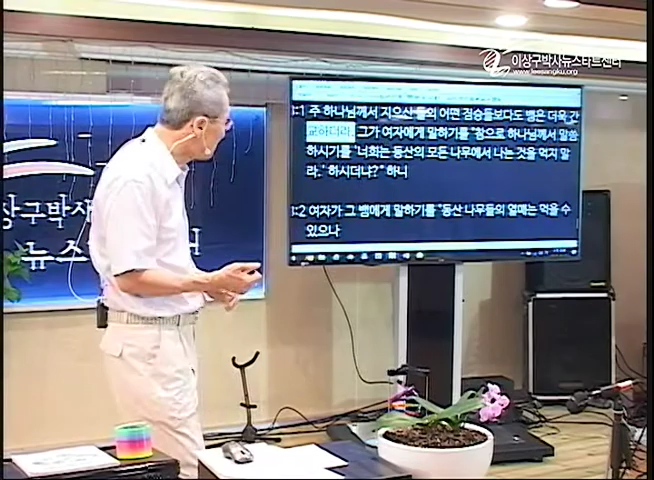 이상구박사뉴스타트센터
www.leesangku.org
3:1 주 하나님께서 지으신 들의 어떤 짐승들보다도 뱀은 더욱 간
교하더라. 그가 여자에게 말하기를 "참으로 하나님께서 말씀
하시기를 '너희는 동산의 모든 나무에서 나는 것을 먹지 말
라.' 하시더냐?" 하니
3:2 여자가 그 뱀에게 말하기를 "동산 나무들의 열매는 먹을 수
있으나
상구박사
뉴스